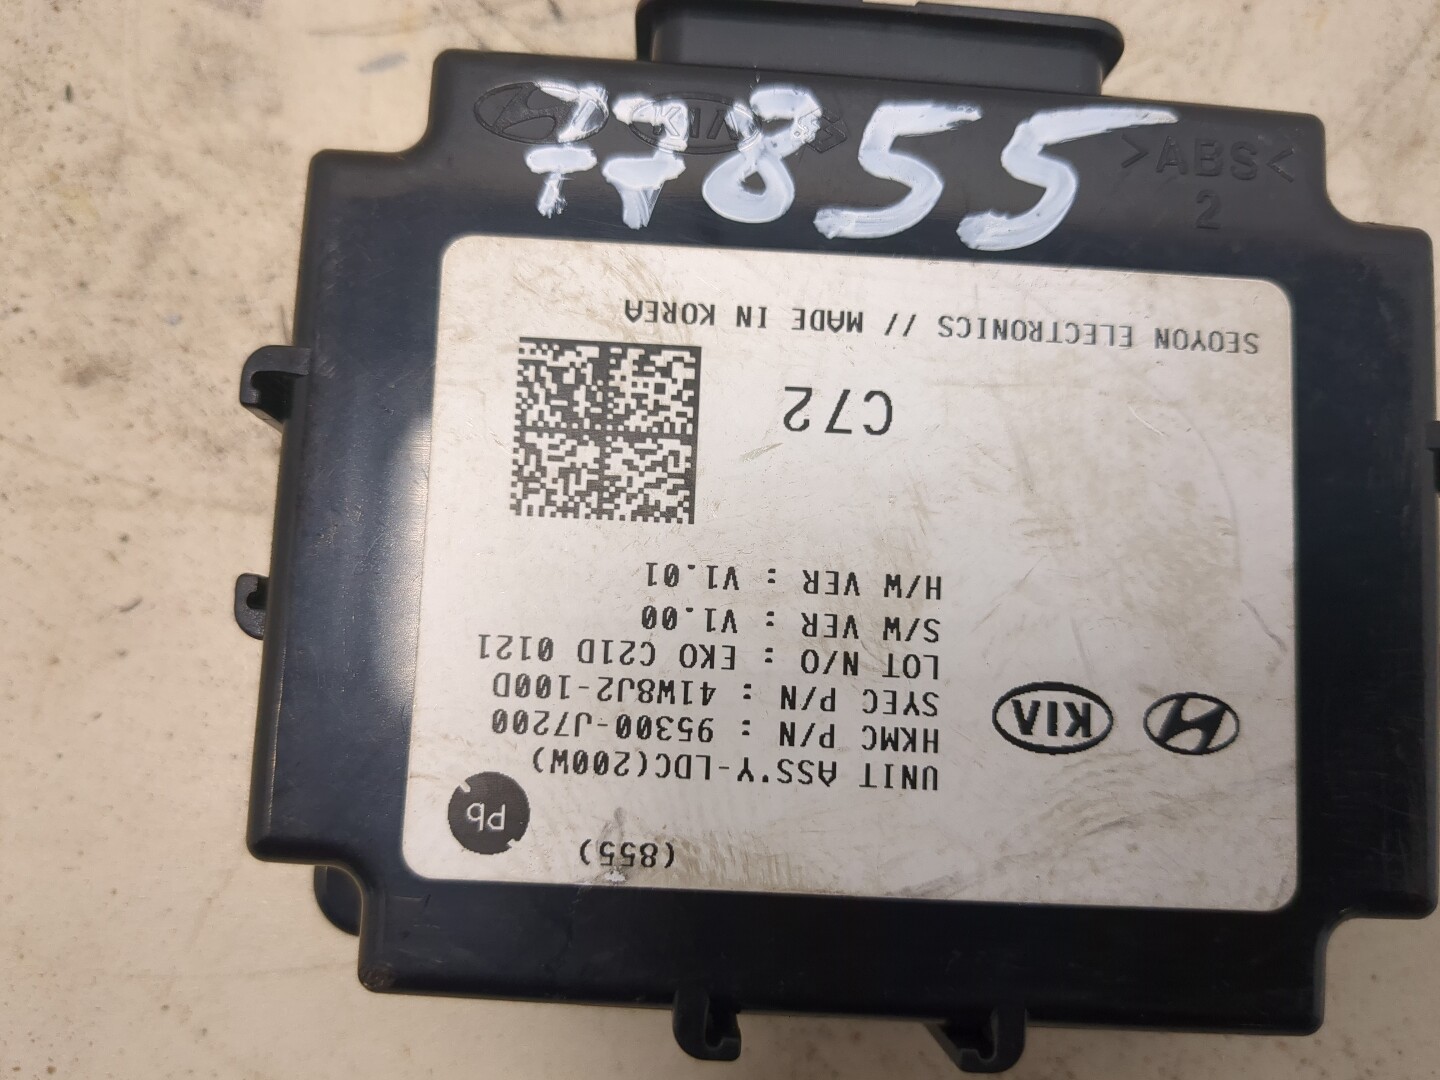 77855
KIA
>ABS<
2
(855)
UNIT ASS'Y-LDC(200W)
HKMC P/N : 95300-J7200
SYEC P/N : 41W8J2-100D
LOT N/O : EKO C21D 0121
S/W VER : V1.00
H/W VER : V1.01
Pb
KIA
C72
SEOYON ELECTRONICS // MADE IN KOREA